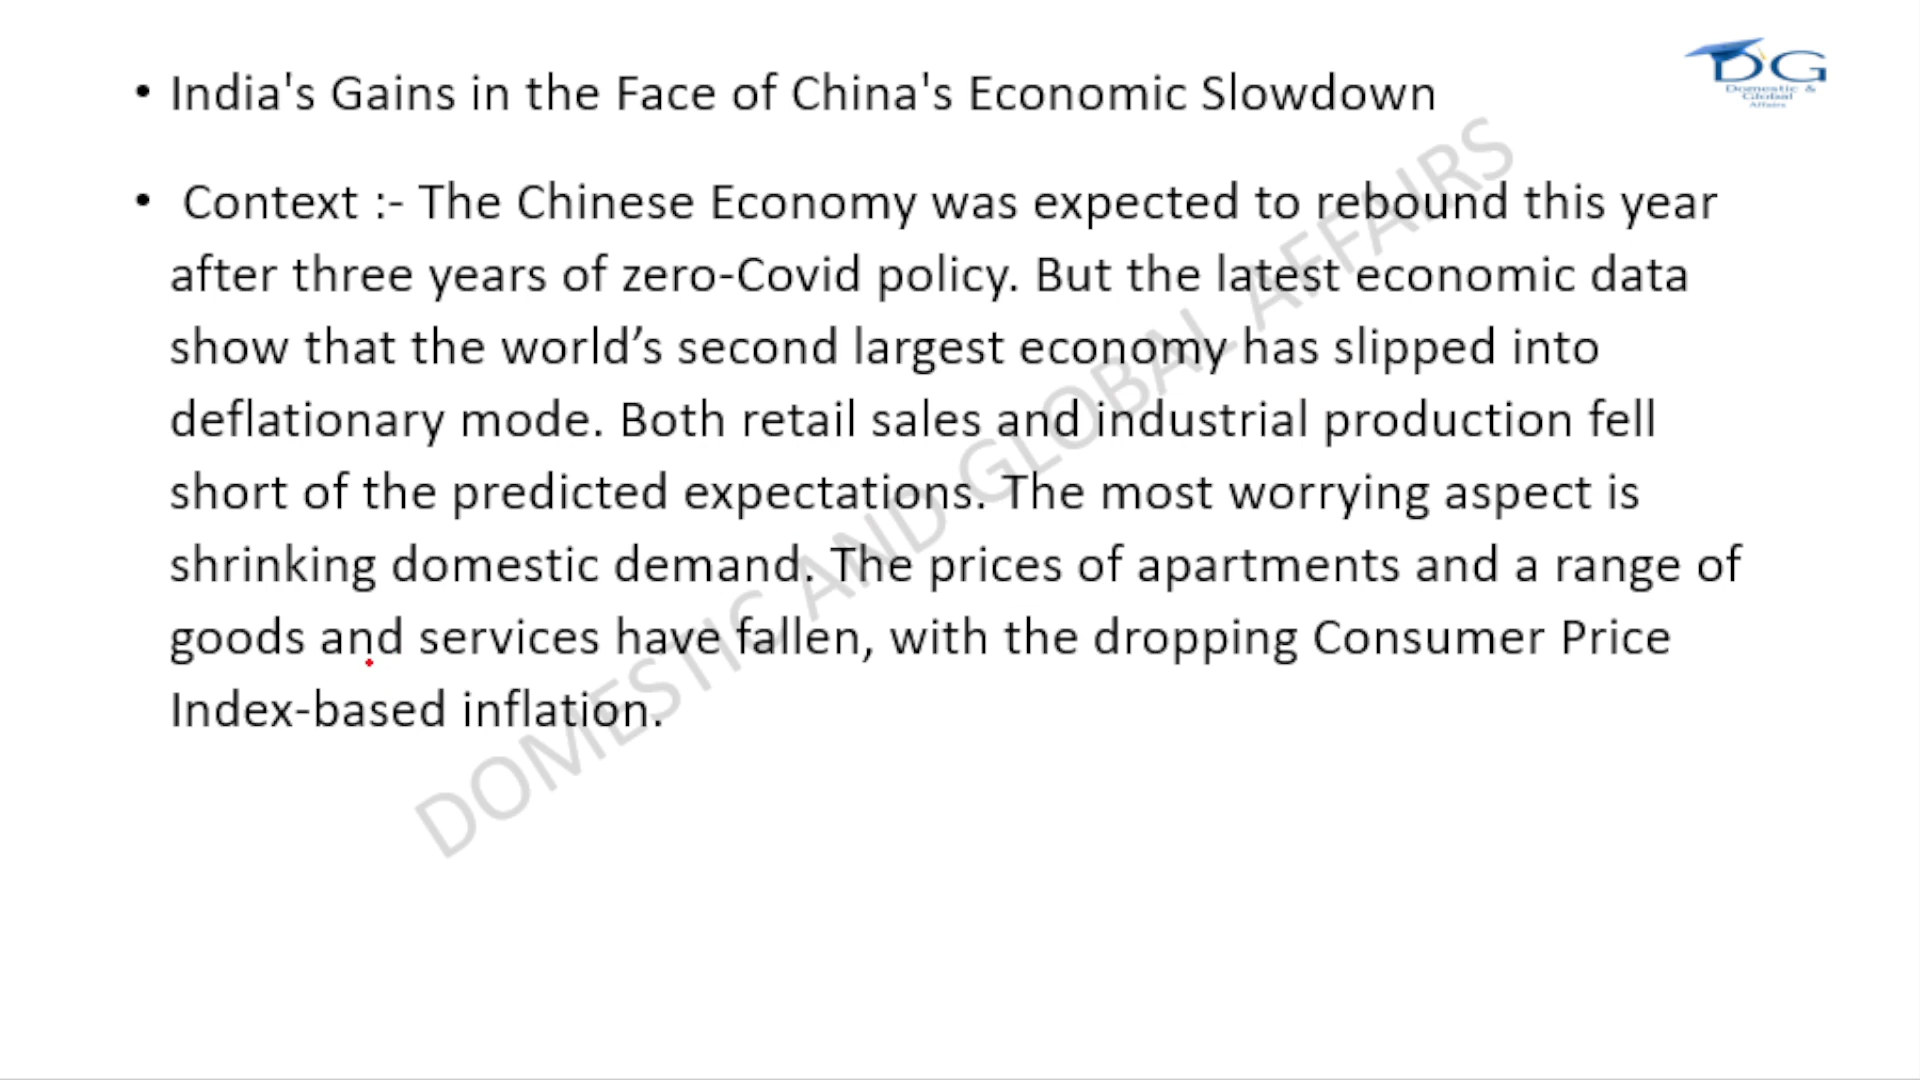 India's Gains in the Face of China's Economic Slowdown
DG
Domestic &
Global
Affairs
Context :- The Chinese Economy was expected to rebound this year
after three years of zero-Covid policy. But the latest economic data
show that the world’s second largest economy has slipped into
deflationary mode. Both retail sales and industrial production fell
short of the predicted expectations. The most worrying aspect is
shrinking domestic demand. The prices of apartments and a range of
goods and services have fallen, with the dropping Consumer Price
Index-based inflation.
DOMESTIC AND GLOBAL AFFAIRS